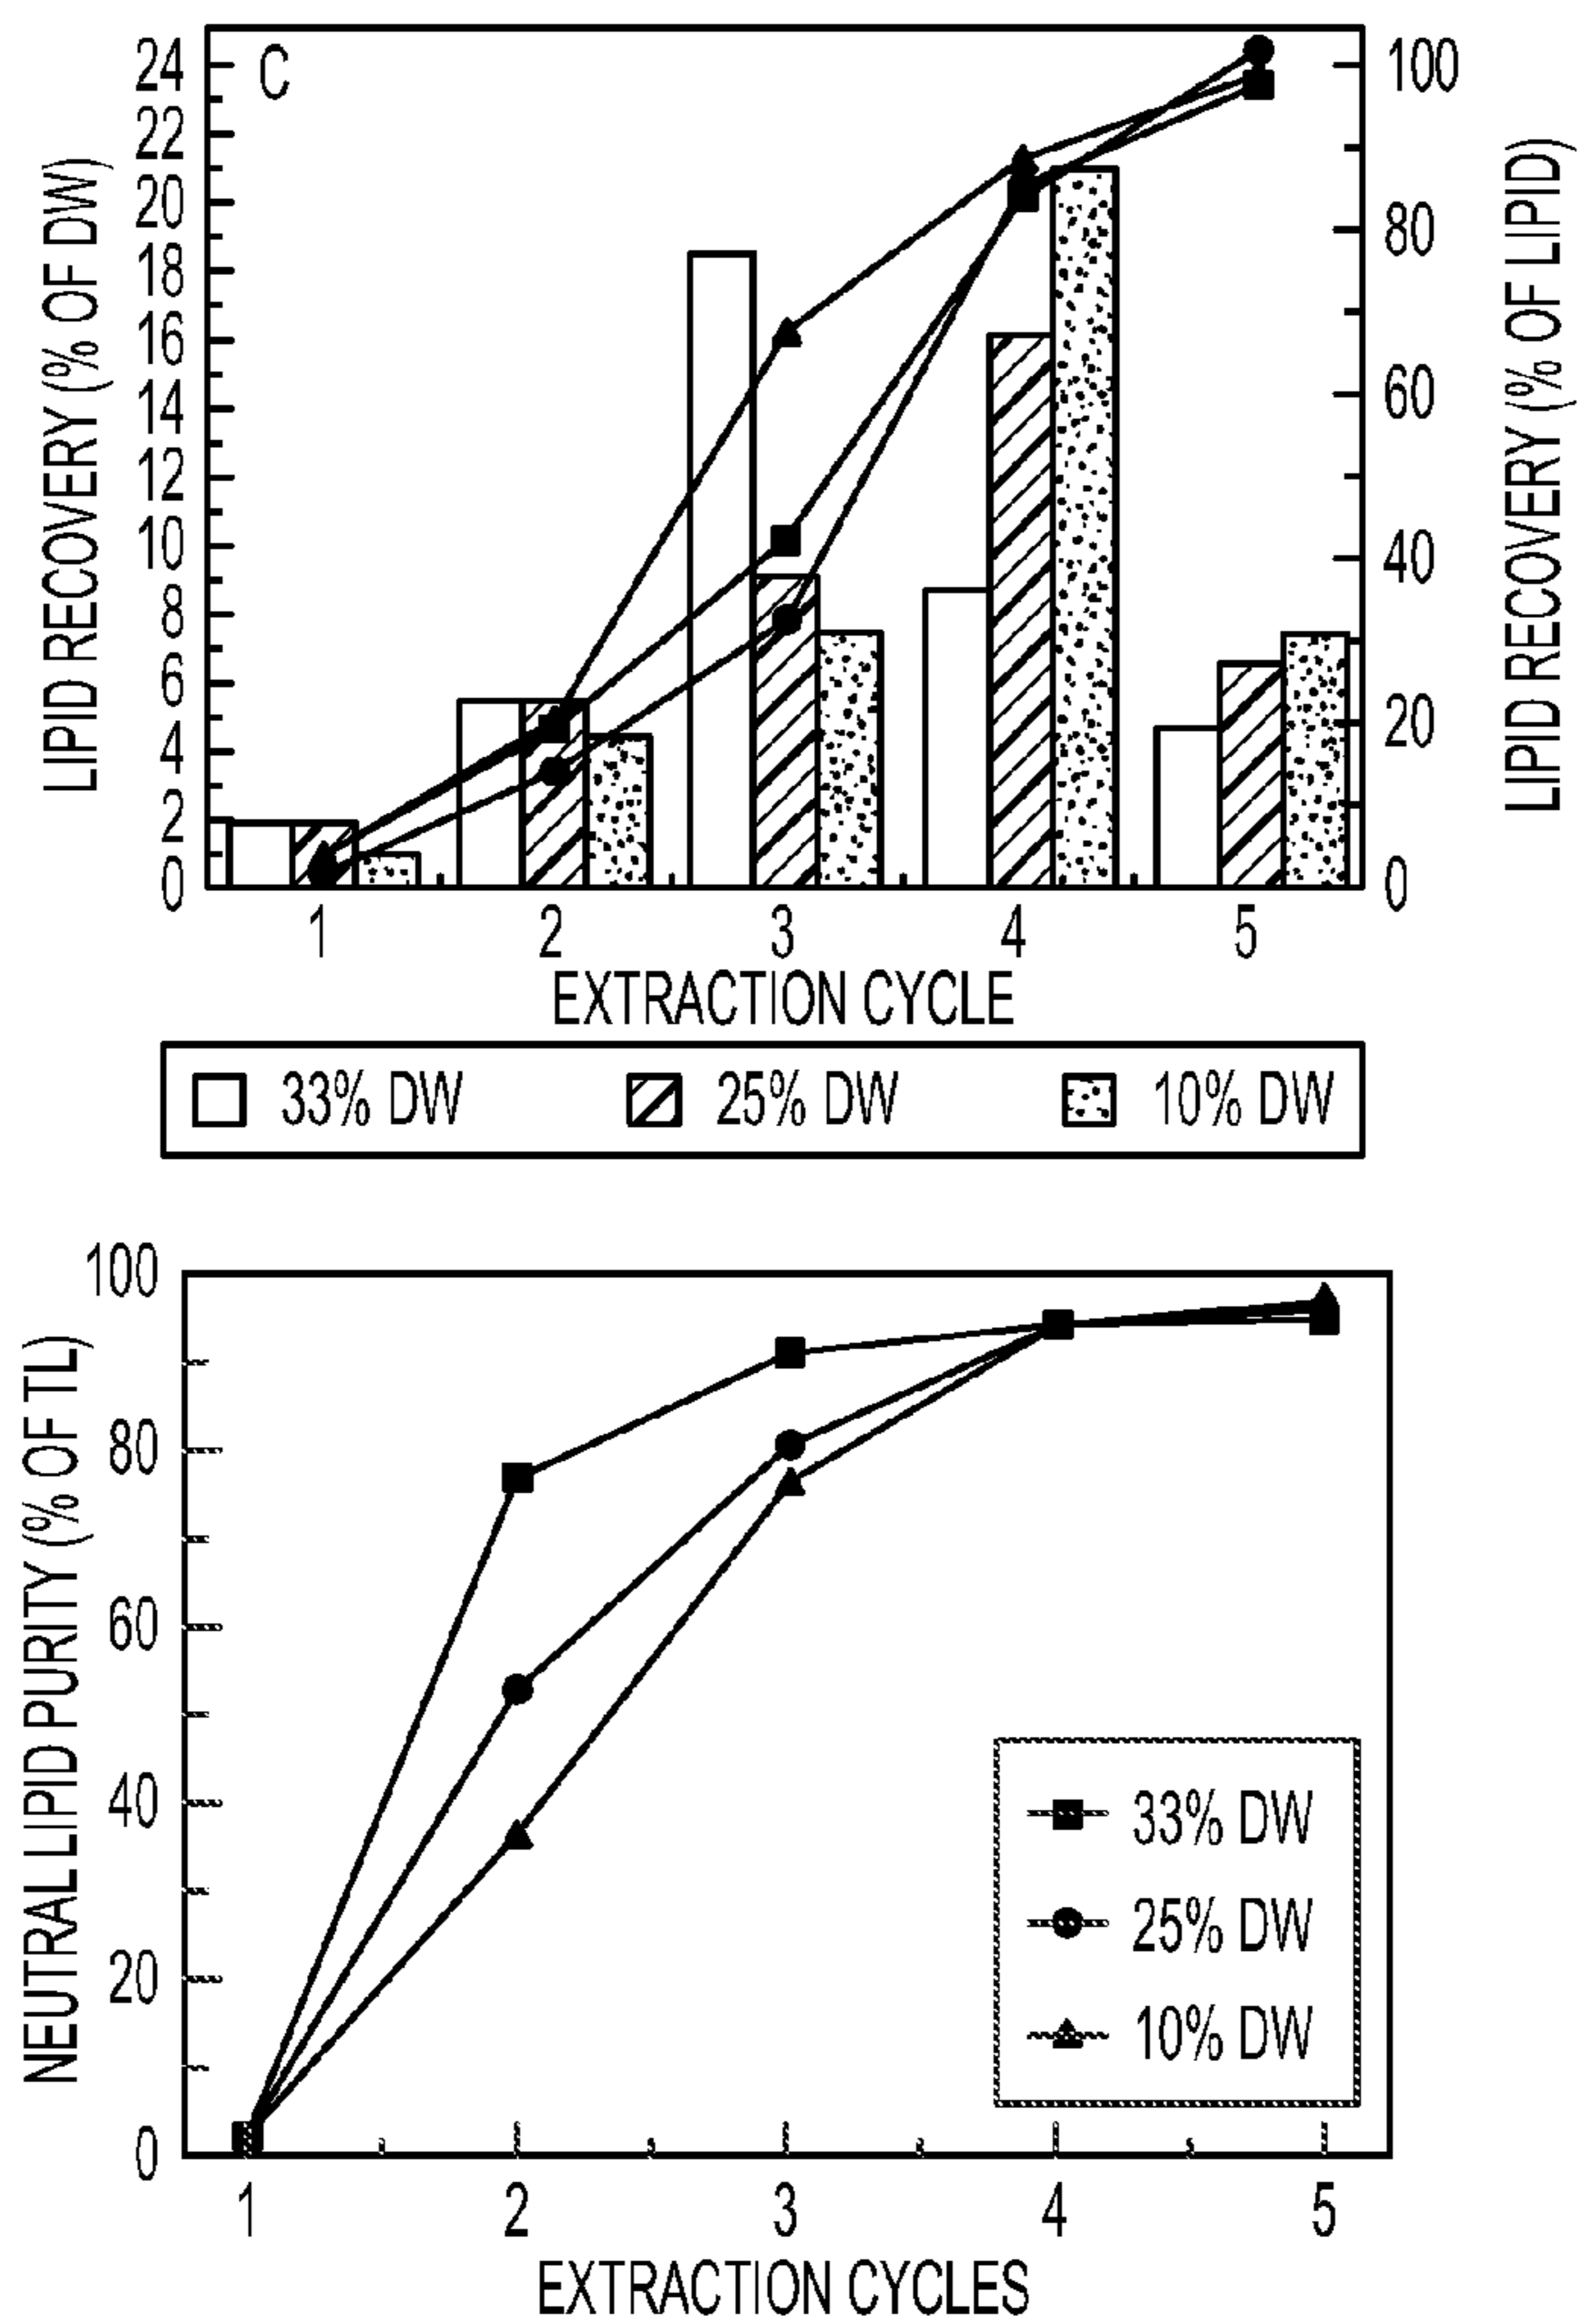 C
24
22
20
18
16
14
12
10
8
6
4
2
0
LIPID RECOVERY (% OF DW)
100
80
60
40
20
0
LIPID RECOVERY (% OF LIPID)
1 2 3 4 5
EXTRACTION CYCLE
33% DW 25% DW 10% DW
100
80
60
40
20
0
NEUTRAL LIPID PURITY (% OF TL)
33% DW
25% DW
10% DW
1 2 3 4 5
EXTRACTION CYCLES